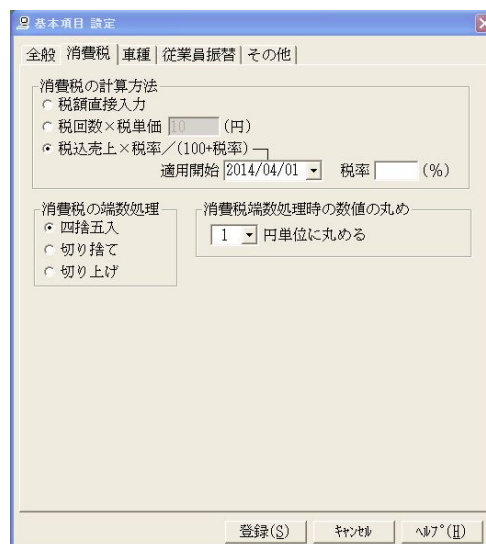 基本項目 設定
全般 消費税 車種 従業員振替 その他
消費税の計算方法
税額直接入力
税回数×税単価 10 (円)
税込売上×税率／(100+税率)
適用開始 2014/04/01 税率 (%)
消費税の端数処理
四捨五入
切り捨て
切り上げ
消費税端数処理時の数値の丸め
1 円単位に丸める
登録(S) ｷｬﾝｾﾙ ﾍﾙﾌﾟ(H)